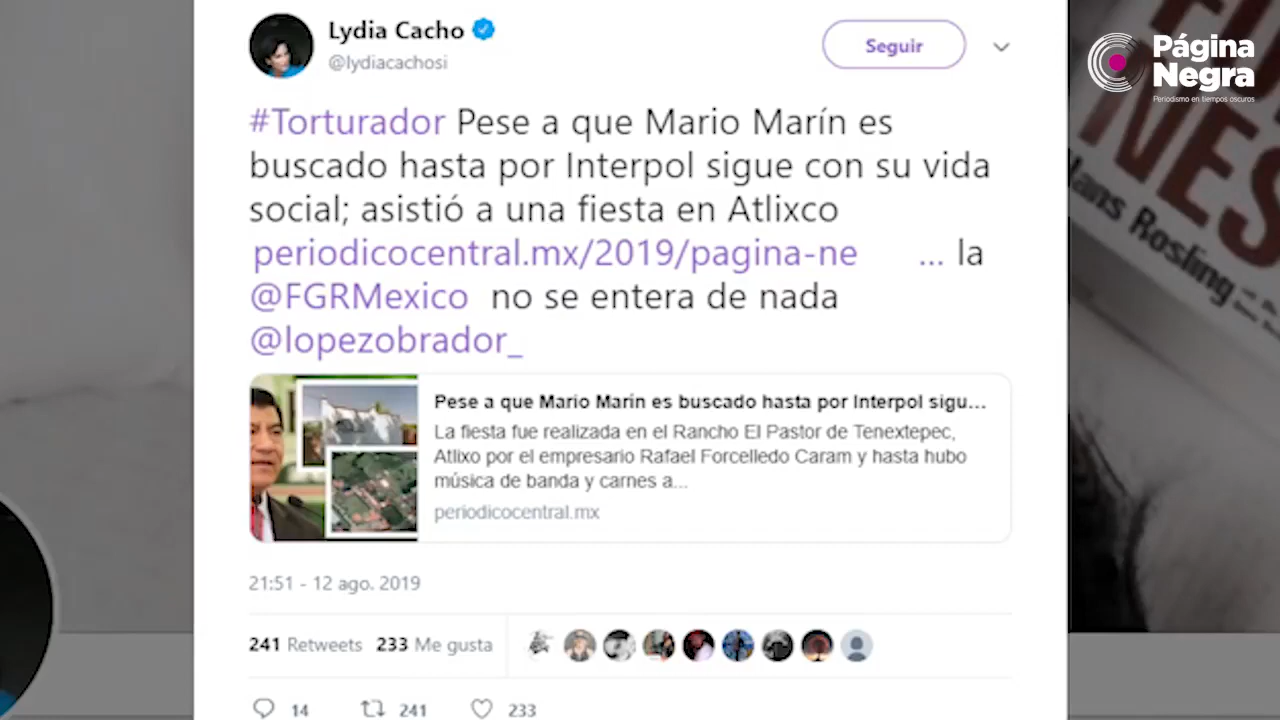 Lydia Cacho
@lydiacachosi
Seguir
Página
Negra
Periodismo en tiempos oscuros
#Torturador Pese a que Mario Marín es
buscado hasta por Interpol sigue con su vida
social; asistió a una fiesta en Atlixco
periodicocentral.mx/2019/pagina-ne ... la
@FGRMexico no se entera de nada
@lopezobrador_
Pese a que Mario Marín es buscado hasta por Interpol sigu...
La fiesta fue realizada en el Rancho El Pastor de Tenextepec,
Atlixo por el empresario Rafael Forcelledo Caram y hasta hubo
música de banda y carnes a...
periodicocentral.mx
21:51 - 12 ago. 2019
241 Retweets 233 Me gusta
14 241 233
Hans Rosling